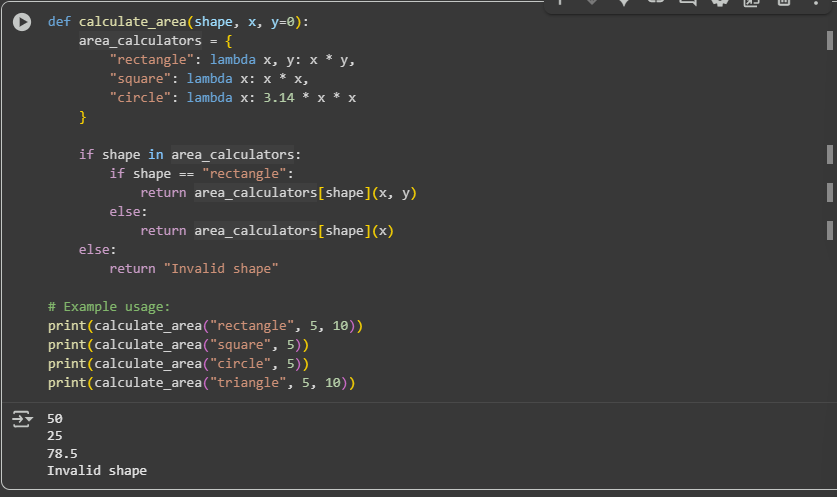 def calculate_area(shape, x, y=0):
    area_calculators = {
        "rectangle": lambda x, y: x * y,
        "square": lambda x: x * x,
        "circle": lambda x: 3.14 * x * x
    }

    if shape in area_calculators:
        if shape == "rectangle":
            return area_calculators[shape](x, y)
        else:
            return area_calculators[shape](x)
    else:
        return "Invalid shape"

# Example usage:
print(calculate_area("rectangle", 5, 10))
print(calculate_area("square", 5))
print(calculate_area("circle", 5))
print(calculate_area("triangle", 5, 10))
50
25
78.5
Invalid shape